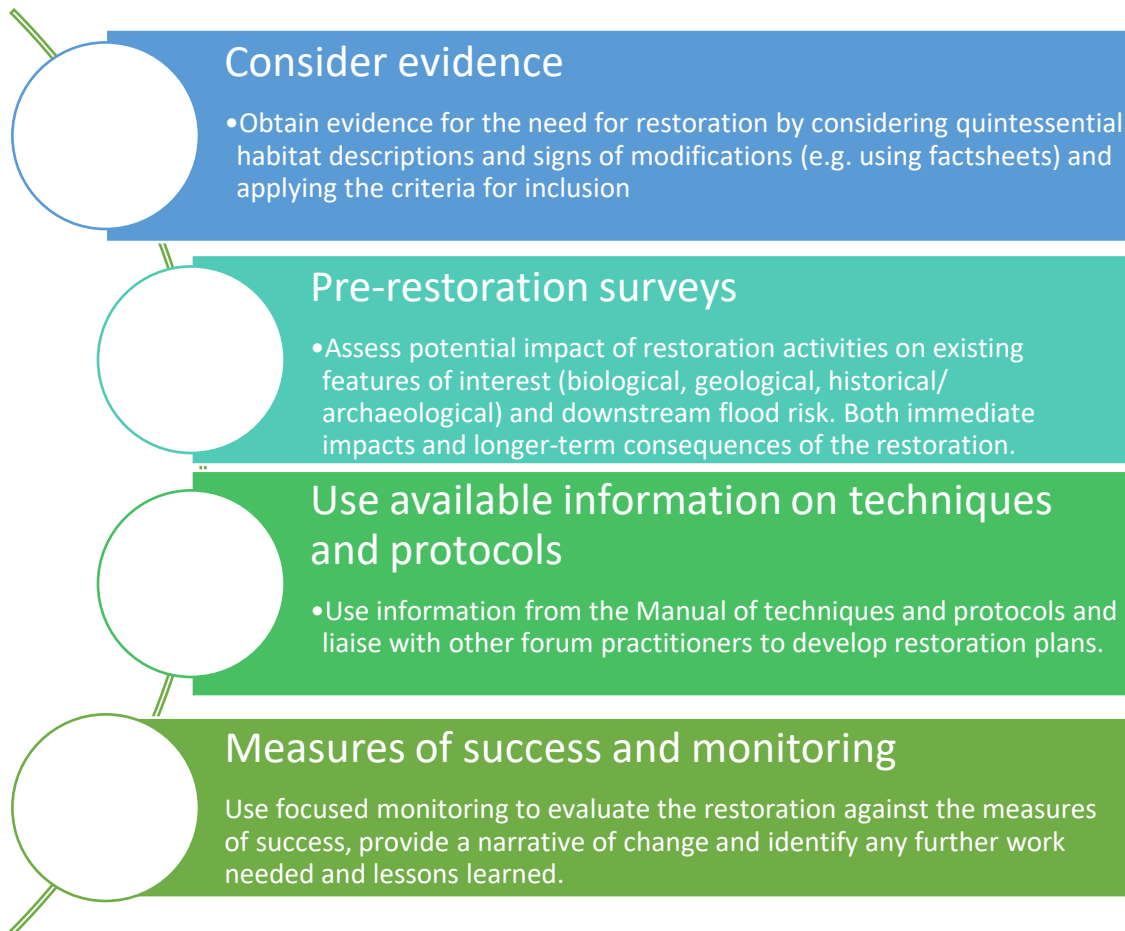 Consider evidence
•Obtain evidence for the need for restoration by considering quintessential
habitat descriptions and signs of modifications (e.g. using factsheets) and
applying the criteria for inclusion
Pre-restoration surveys
•Assess potential impact of restoration activities on existing
features of interest (biological, geological, historical/
archaeological) and downstream flood risk. Both immediate
impacts and longer-term consequences of the restoration.
Use available information on techniques
and protocols
•Use information from the Manual of techniques and protocols and
liaise with other forum practitioners to develop restoration plans.
Measures of success and monitoring
Use focused monitoring to evaluate the restoration against the measures
of success, provide a narrative of change and identify any further work
needed and lessons learned.